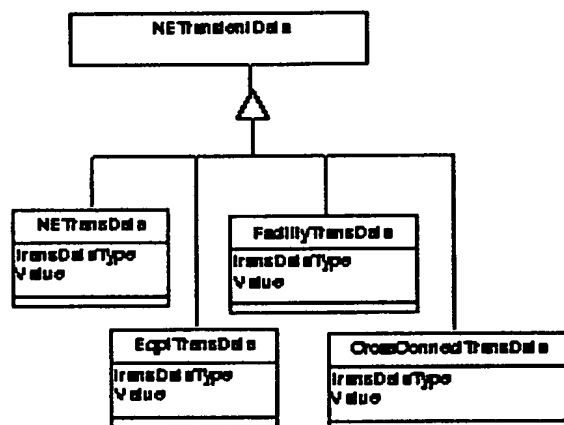 NETransientData
NETransData
transDataType
Value
FacilityTransData
transDataType
Value
EqptTransData
transDataType
Value
CrossConnectTransData
transDataType
Value